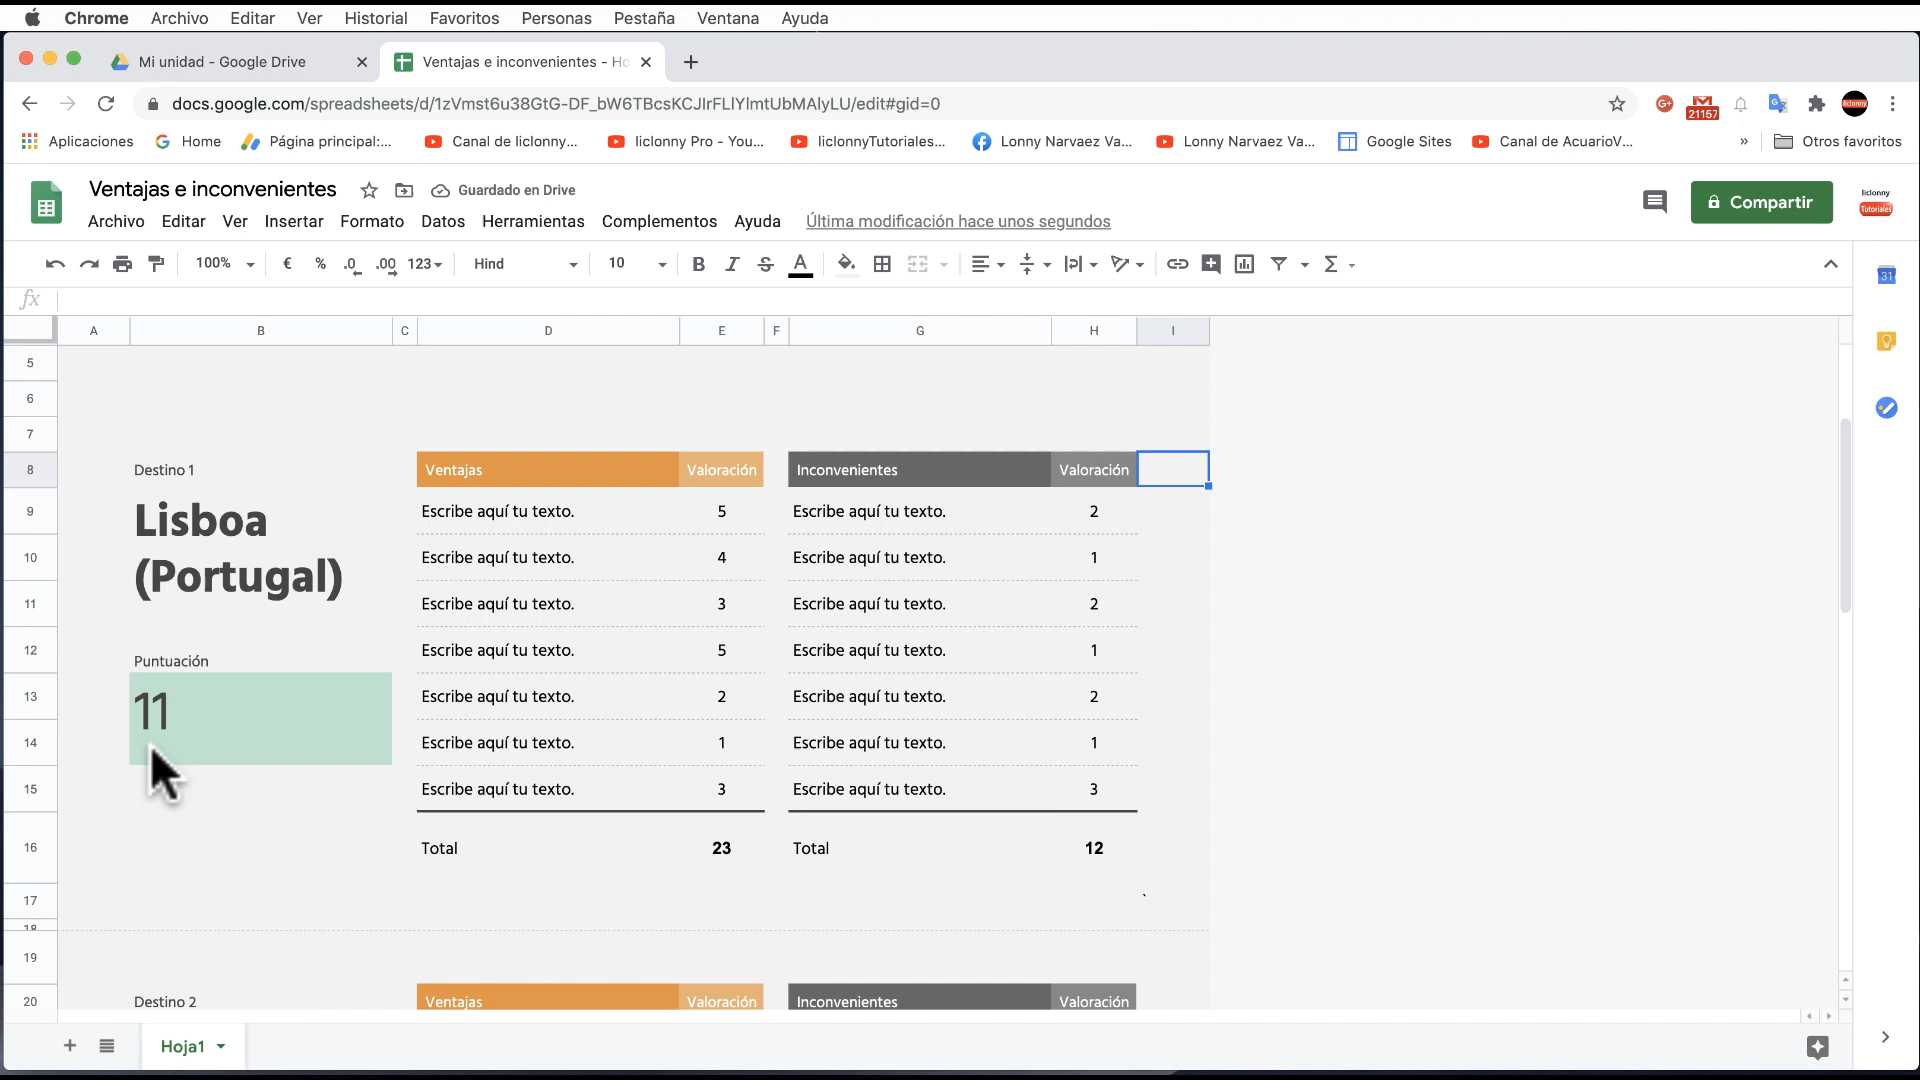 Chrome Archivo Editar Ver Historial Favoritos Personas Pestaña Ventana Ayuda
Mi unidad - Google Drive
Ventajas e inconvenientes - Ho
docs.google.com/spreadsheets/d/1zVmst6u38GtG-DF_bW6TBcsKCJIrFLlYlmtUbMAlyLU/edit#gid=0
21157
Aplicaciones Home Página principal:... Canal de liclonny... liclonny Pro - You... liclonnyTutoriales... Lonny Narvaez Va... Lonny Narvaez Va... Google Sites Canal de AcuarioV... » Otros favoritos
Ventajas e inconvenientes Guardado en Drive
Archivo Editar Ver Insertar Formato Datos Herramientas Complementos Ayuda Última modificación hace unos segundos
Compartir
liclonny
Tutoriales
100% € % .0 .00 123 Hind 10 B I S A Σ
31
fx
A B C D E F G H I
5
6
7
8 Destino 1 Ventajas Valoración Inconvenientes Valoración
9 Lisboa Escribe aquí tu texto. 5 Escribe aquí tu texto. 2
10 (Portugal) Escribe aquí tu texto. 4 Escribe aquí tu texto. 1
11 Escribe aquí tu texto. 3 Escribe aquí tu texto. 2
12 Puntuación Escribe aquí tu texto. 5 Escribe aquí tu texto. 1
13 11 Escribe aquí tu texto. 2 Escribe aquí tu texto. 2
14 Escribe aquí tu texto. 1 Escribe aquí tu texto. 1
15 Escribe aquí tu texto. 3 Escribe aquí tu texto. 3
16 Total 23 Total 12
17
18
19
20 Destino 2 Ventajas Valoración Inconvenientes Valoración
Hoja1